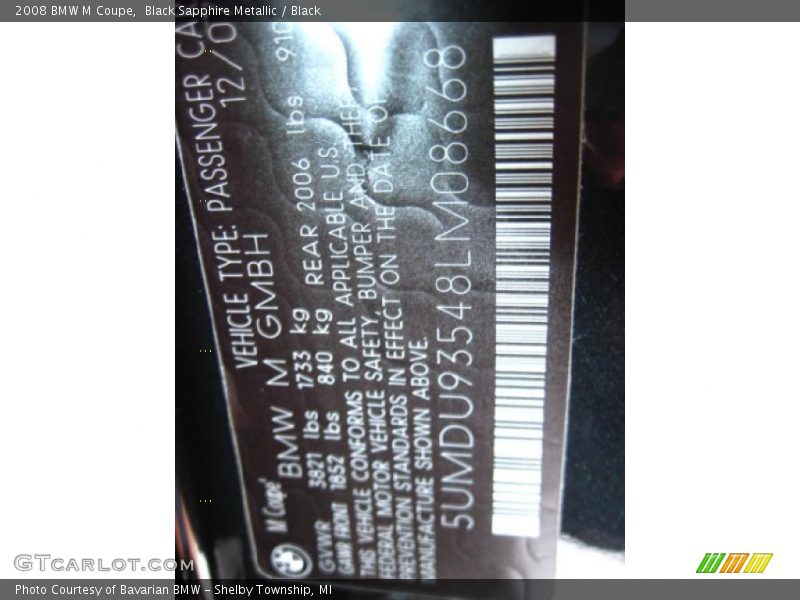 2008 BMW M Coupe,  Black Sapphire Metallic / Black
VEHICLE TYPE: PASSENGER CA
12/0
M Coupe
BMW M GMBH
GVWR 3821 lbs 1733 kg
GAWR FRONT 1852 lbs 840 kg REAR 2006 lbs 910
THIS VEHICLE CONFORMS TO ALL APPLICABLE U.S.
FEDERAL MOTOR VEHICLE SAFETY, BUMPER AND THEF
PREVENTION STANDARDS IN EFFECT ON THE DATE OF
MANUFACTURE SHOWN ABOVE.
5UMDU93548LM08668
GTCARLOT.COM
Photo Courtesy of Bavarian BMW – Shelby Township, MI